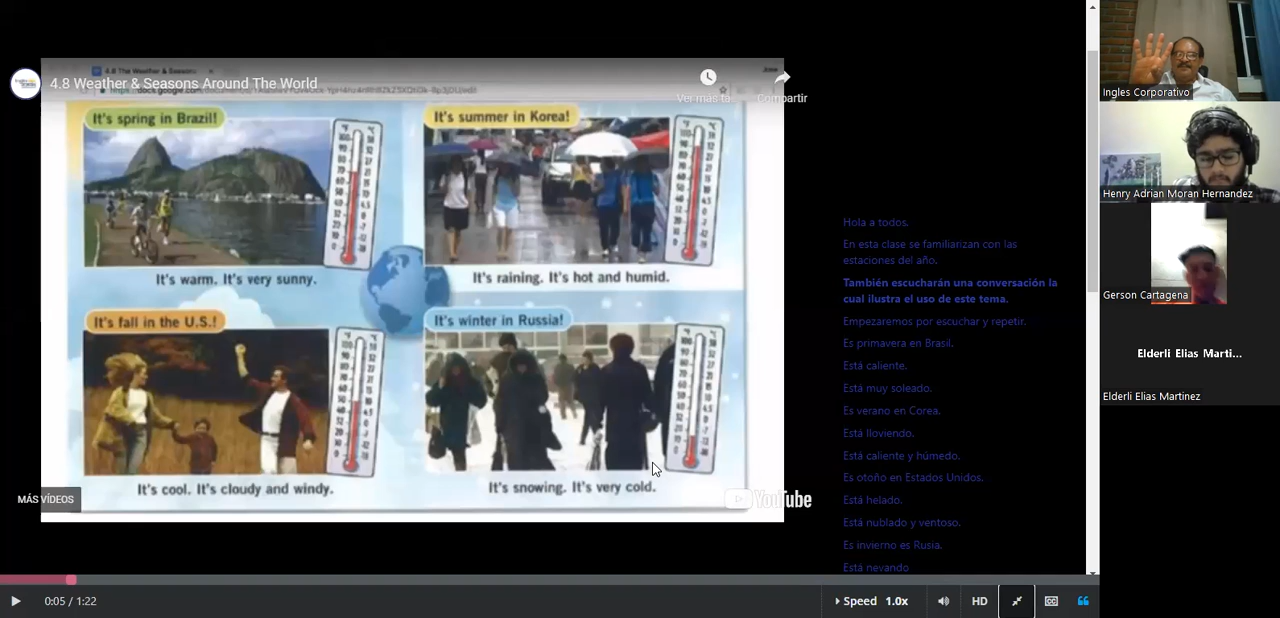 4.8 The Weather & Seasons
4.8 Weather & Seasons Around The World
Ver más ta...
Compartir
It's spring in Brazil!
It's warm. It's very sunny.
It's summer in Korea!
It's raining. It's hot and humid.
It's fall in the U.S.!
It's cool. It's cloudy and windy.
It's winter in Russia!
It's snowing. It's very cold.
MÁS VÍDEOS
YouTube
Hola a todos.
En esta clase se familiarizan con las
estaciones del año.
También escucharán una conversación la
cual ilustra el uso de este tema.
Empezaremos por escuchar y repetir.
Es primavera en Brasil.
Está caliente.
Está muy soleado.
Es verano en Corea.
Está lloviendo.
Está caliente y húmedo.
Es otoño en Estados Unidos.
Está helado.
Está nublado y ventoso.
Es invierno es Rusia.
Está nevando
0:05 / 1:22
Speed 1.0x
HD
CC
Ingles Corporativo
Henry Adrian Moran Hernandez
Gerson Cartagena
Elderli Elias Marti...
Elderli Elias Martinez